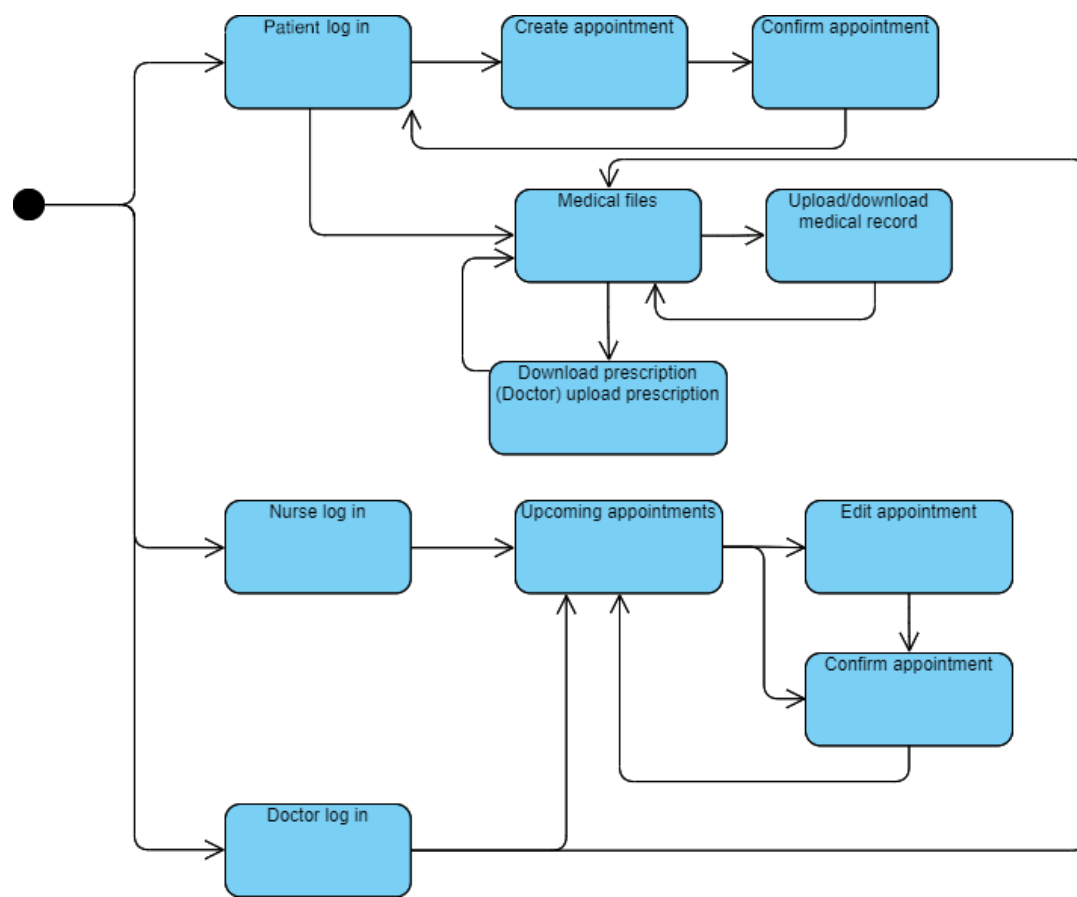 Patient log in
Create appointment
Confirm appointment
Medical files
Upload/download
medical record
Download prescription
(Doctor) upload prescription
Nurse log in
Upcoming appointments
Edit appointment
Confirm appointment
Doctor log in